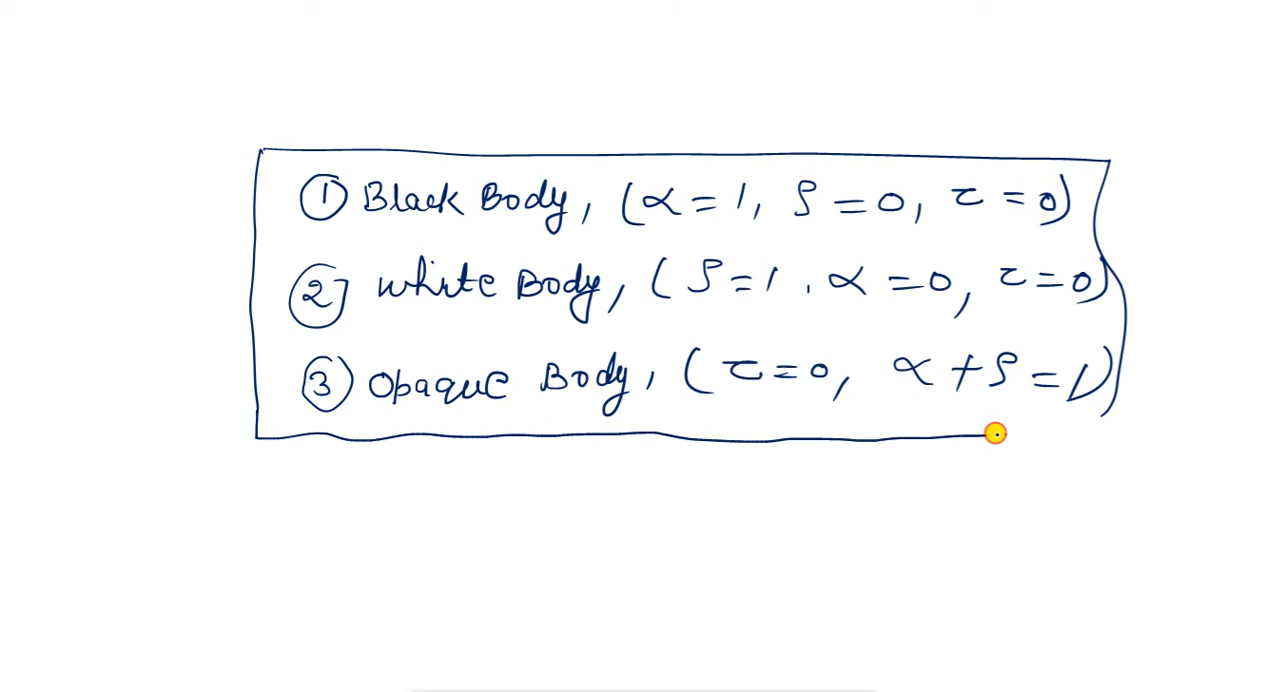 ① Black Body, (α = 1, ρ = 0, τ = 0)
② White Body, (ρ = 1, α = 0, τ = 0)
③ Opaque Body, (τ = 0, α + ρ = 1)